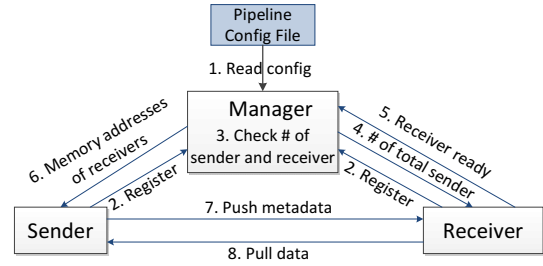 Pipeline
Config File
1. Read config
Manager
3. Check # of
sender and receiver
6. Memory addresses
of receivers
2. Register
5. Receiver ready
4. # of total sender
2. Register
7. Push metadata
Sender
Receiver
8. Pull data